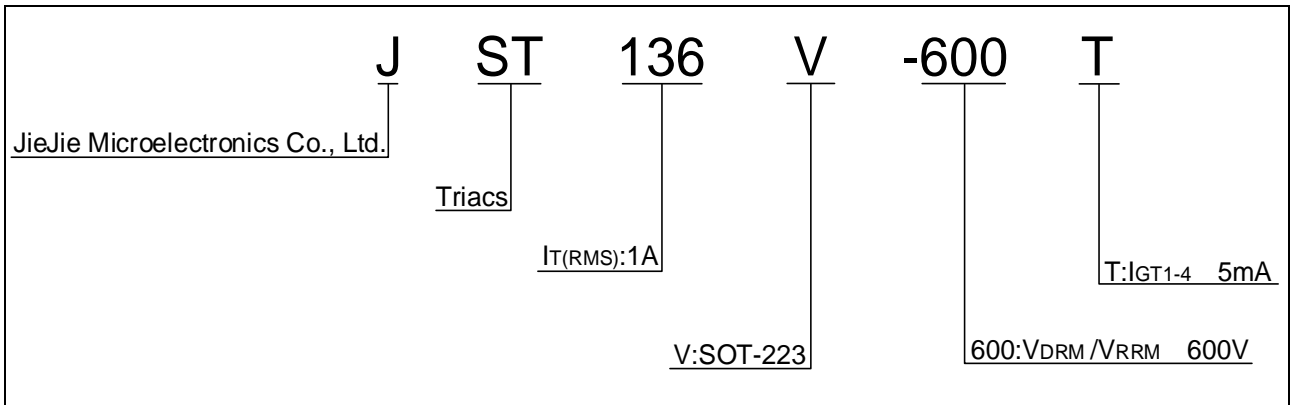 J ST 136 V -600 T
JieJie Microelectronics Co., Ltd.
Triacs
IT(RMS):1A
T:IGT1-4 5mA
V:SOT-223
600:VDRM/VRRM 600V